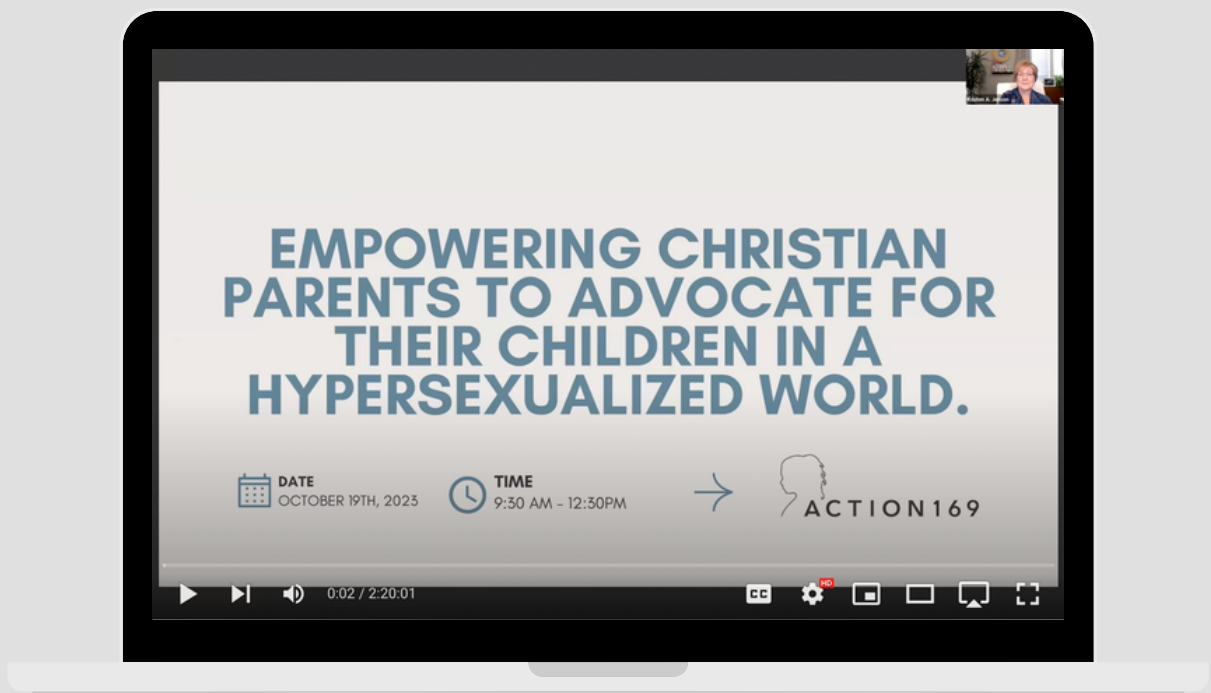 EMPOWERING CHRISTIAN
PARENTS TO ADVOCATE FOR
THEIR CHILDREN IN A
HYPERSEXUALIZED WORLD.
DATE
OCTOBER 19TH, 2023
TIME
9:30 AM - 12:30PM
ACTION169
0:02 / 2:20:01
CC
HD